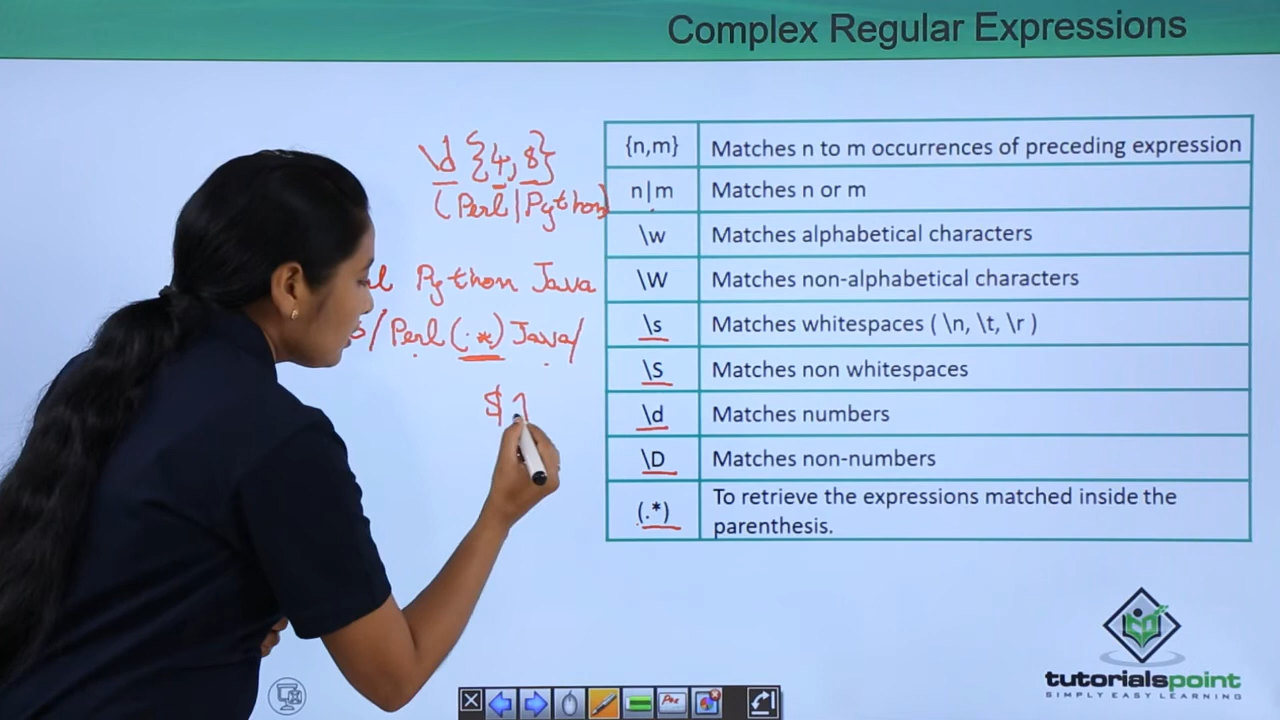 Complex Regular Expressions
\d {4,8}
(Perl|Python)
Python Java
/Perl(.*)Java/
$1
{n,m} Matches n to m occurrences of preceding expression
n|m Matches n or m
\w Matches alphabetical characters
\W Matches non-alphabetical characters
\s Matches whitespaces ( \n, \t, \r )
\S Matches non whitespaces
\d Matches numbers
\D Matches non-numbers
(.*) To retrieve the expressions matched inside the
parenthesis.
tutorialspoint
SIMPLY EASY LEARNING